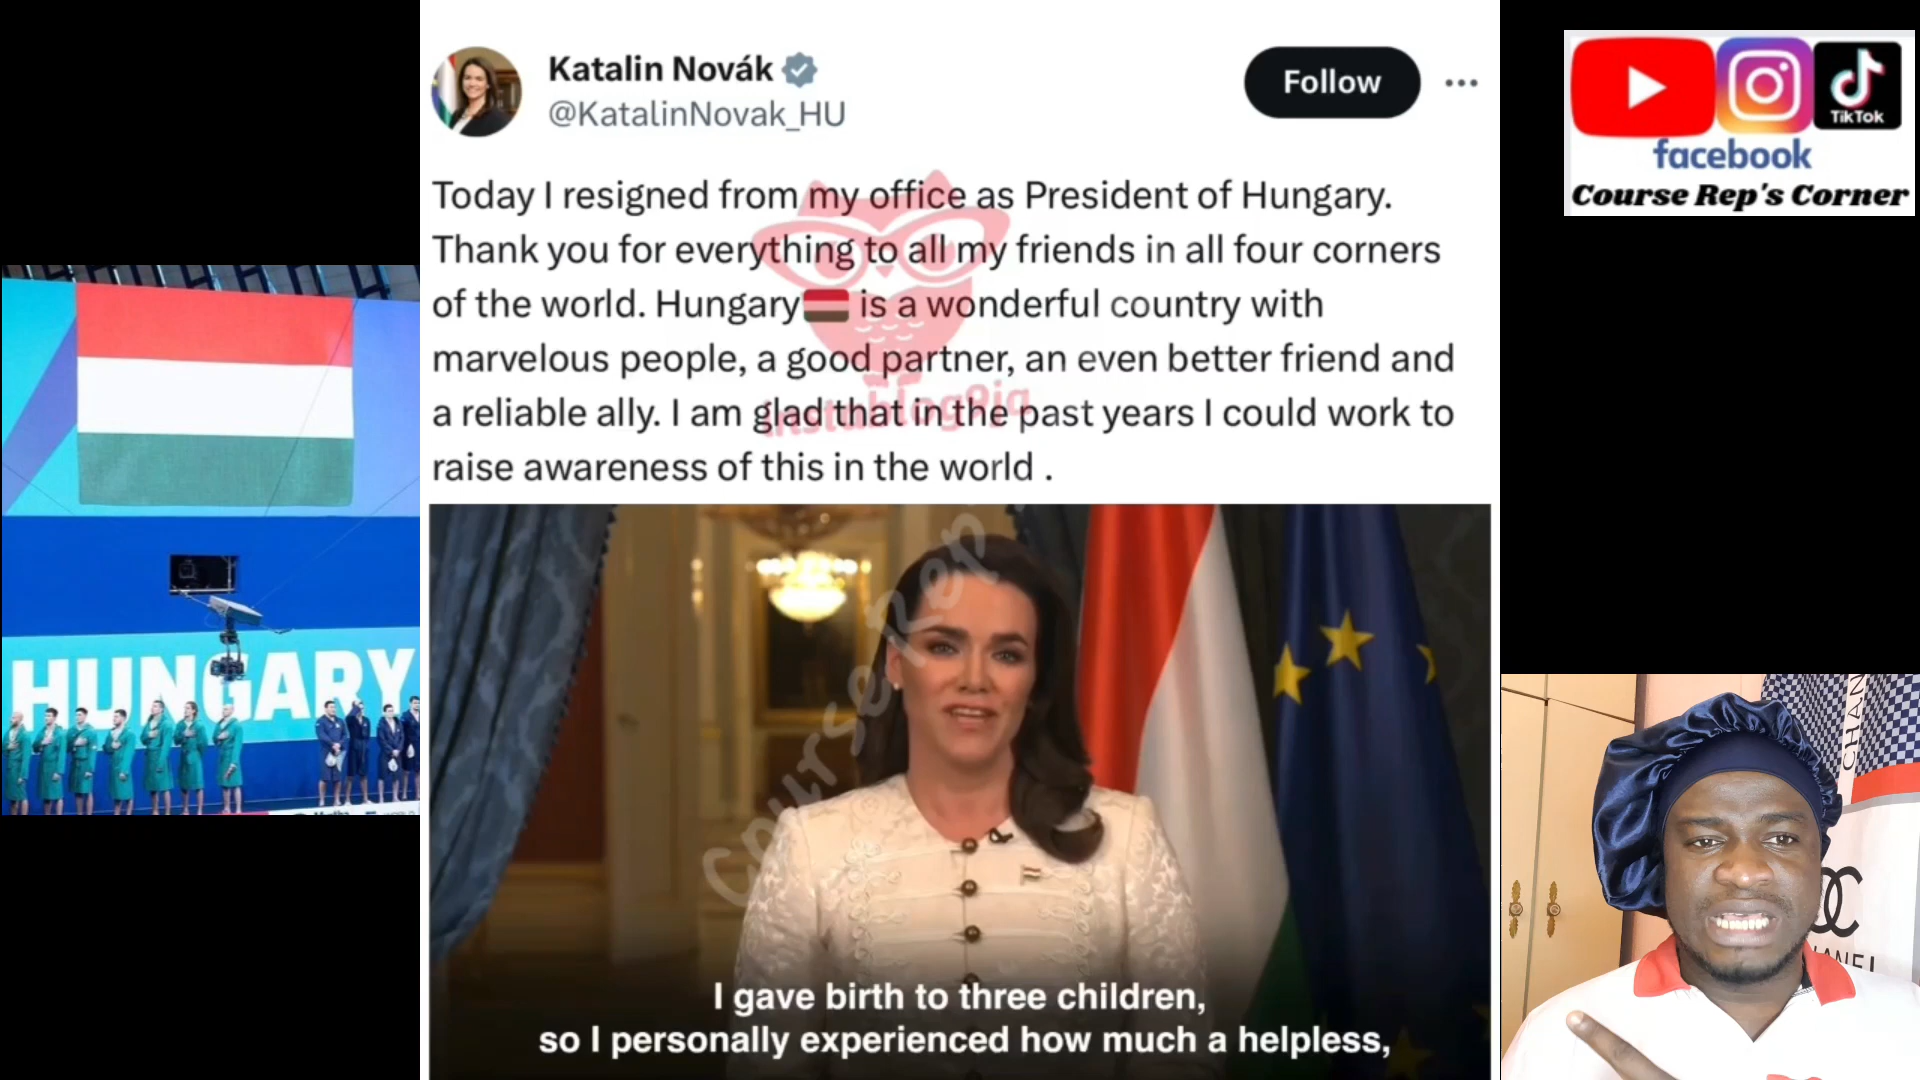 Katalin Novák
@KatalinNovak_HU
Follow
Today I resigned from my office as President of Hungary.
Thank you for everything to all my friends in all four corners
of the world. Hungary🇭🇺 is a wonderful country with
marvelous people, a good partner, an even better friend and
a reliable ally. I am glad that in the past years I could work to
raise awareness of this in the world .
instablog9ja
Course Rep
I gave birth to three children,
so I personally experienced how much a helpless,
HUNGARY
TikTok
facebook
Course Rep's Corner
CHAN